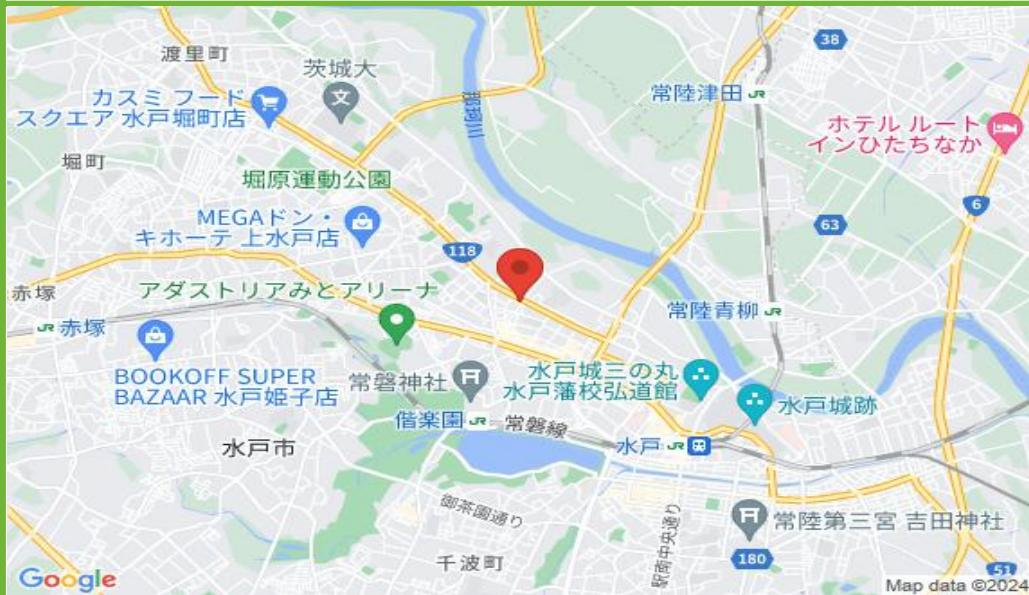 渡里町
茨城大
38
常陸津田 JR
カスミ フード
スクエア 水戸堀町店
那珂川
ホテル ルート
インひたちなか
堀町
堀原運動公園
6
MEGAドン・
キホーテ 上水戸店
63
118
赤塚
アダストリアみとアリーナ
常陸青柳 JR
JR 赤塚
BOOKOFF SUPER
BAZAAR 水戸姫子店
常磐神社
水戸城三の丸
水戸藩校弘道館
水戸城跡
偕楽園 JR
常磐線
水戸市
水戸 JR
御茶園通り
駅南中央通り
常陸第三宮 吉田神社
千波町
180
51
Google
Map data ©2024